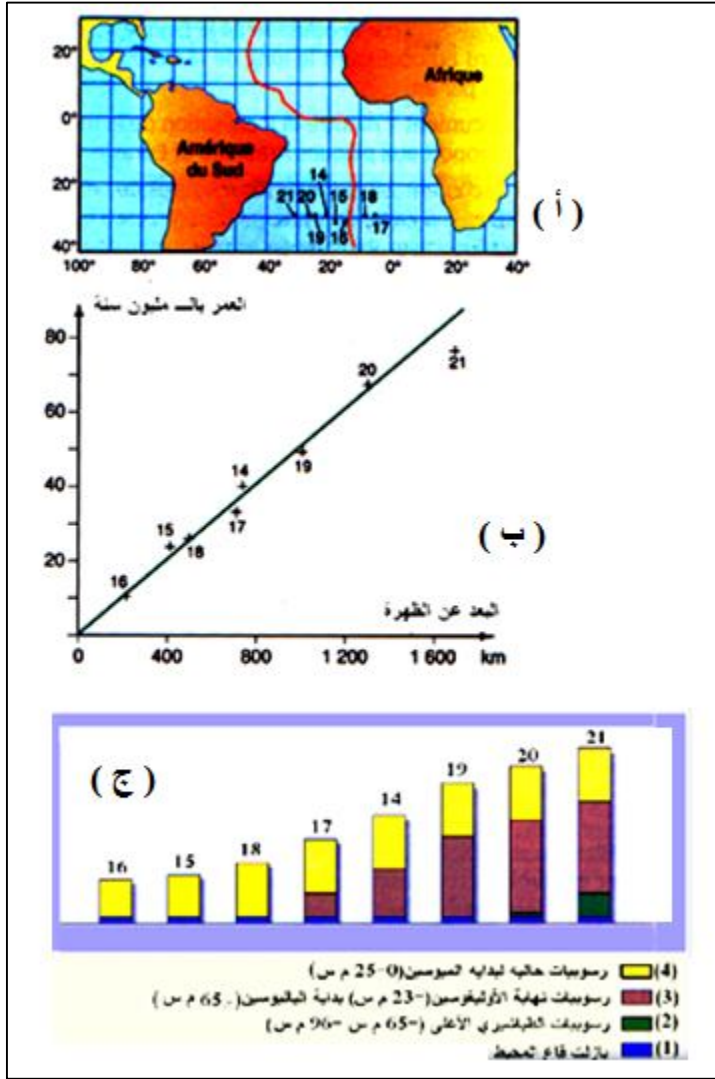 20°
0°
20°
40°
Afrique
Amérique
du Sud
14
21 20 15 18
19 16 17
100° 80° 60° 40° 20° 0° 20° 40°
( أ )
العمر بالـــ مليون سنة
80
60
40
20
20
21
19
14
17
15
18
16
( ب )
البعد عن الظهرة
0 400 800 1 200 1 600 km
( ج )
16 15 18 17 14 19 20 21
(4) رسوبيات حاليه لبدايه الميوسين(0-25 م س)
(3) رسوبيات نهاية الأوليغوسين(-23 م س) بداية الباليوسين(. 65 م س )
(2) رسوبيات الطباشيري الأعلى (-65 م س -96 م س)
(1) بازلت قاع المحيط